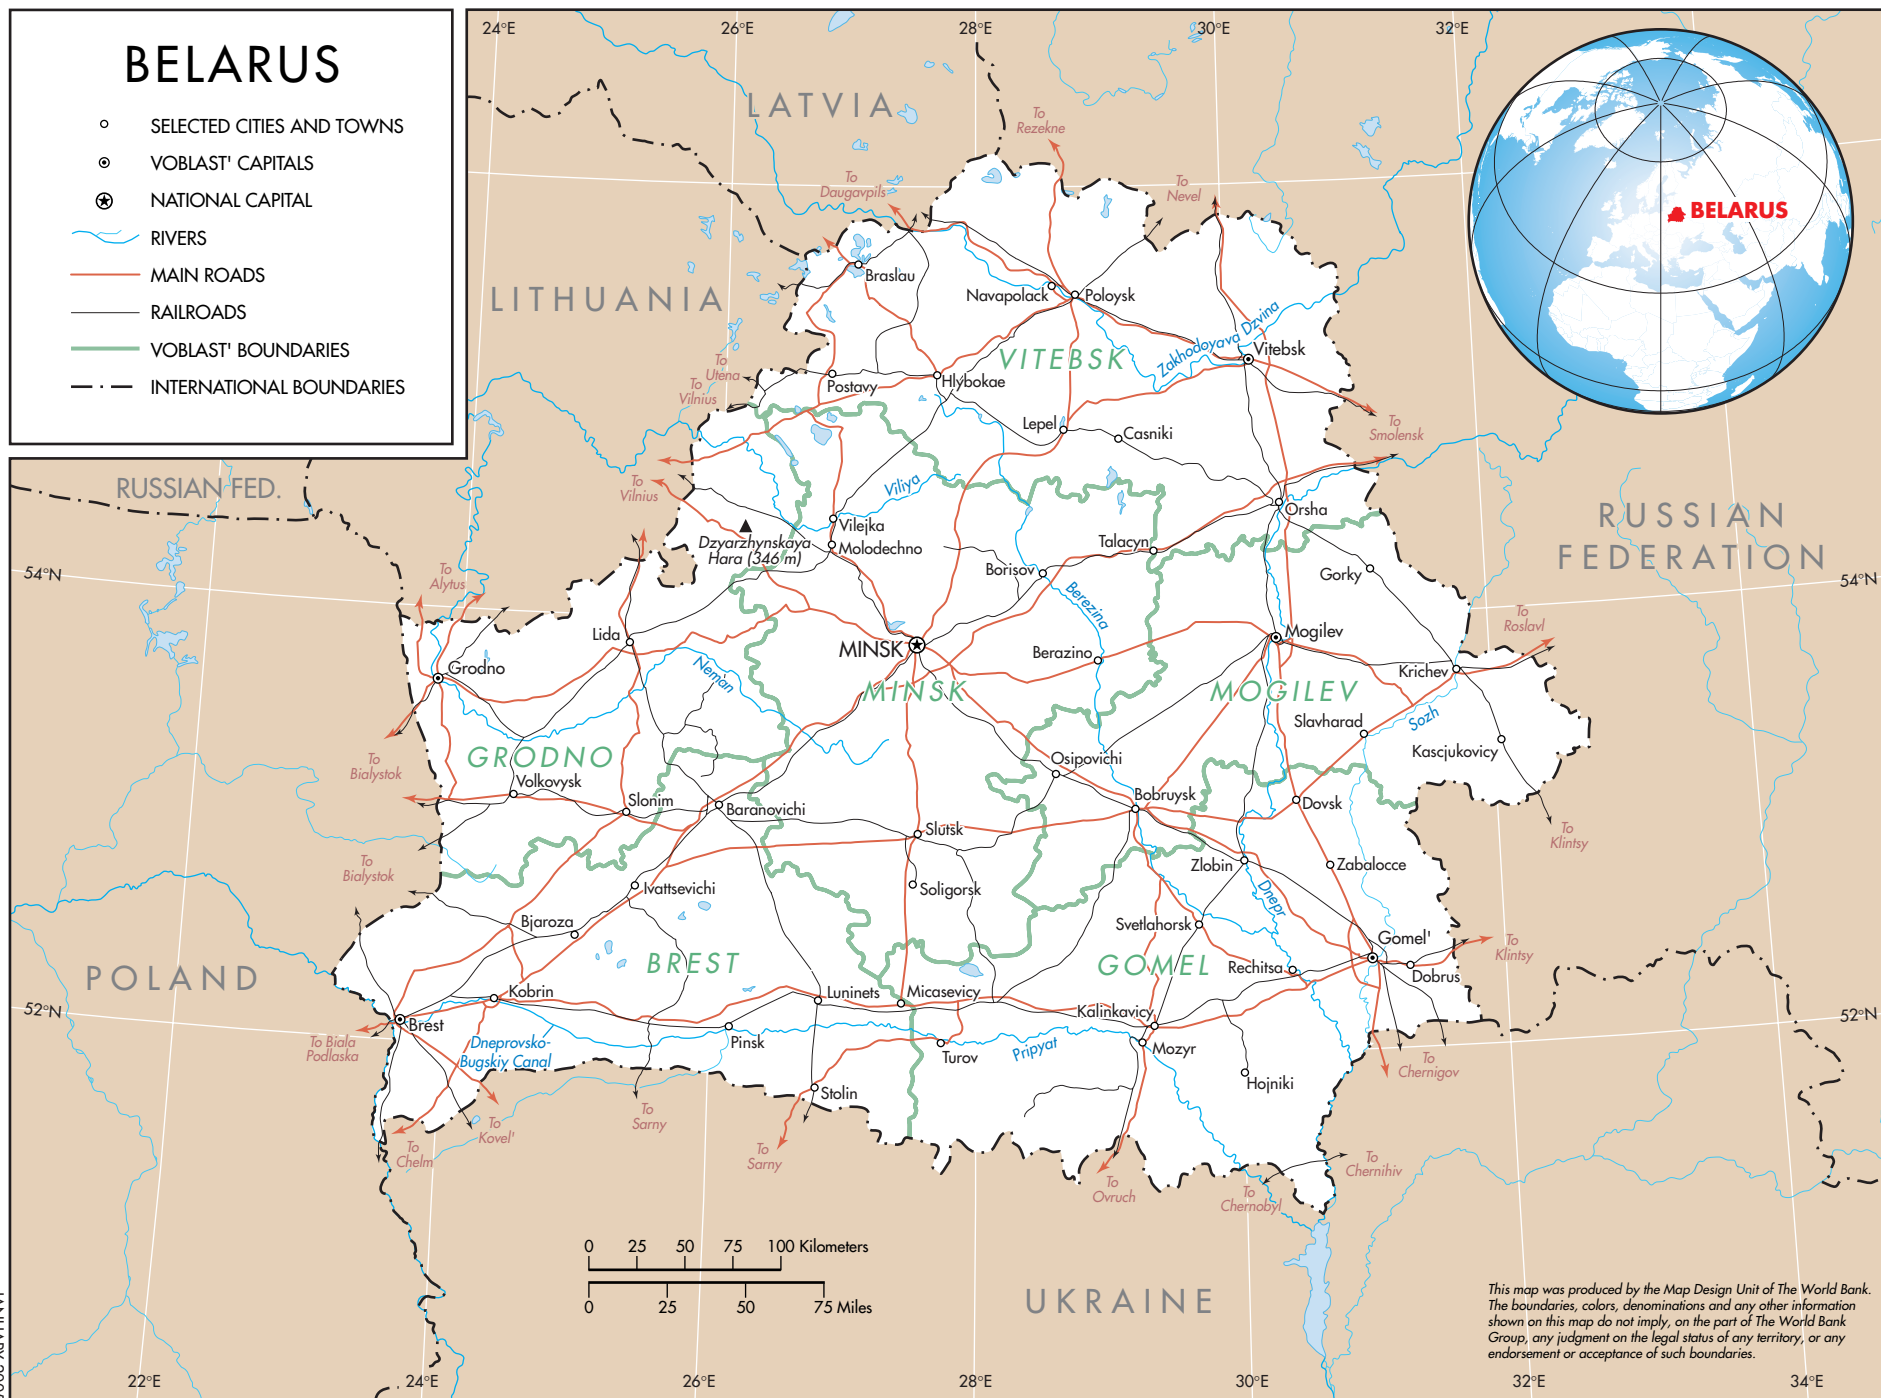 BELARUS
SELECTED CITIES AND TOWNS
VOBLAST' CAPITALS
NATIONAL CAPITAL
RIVERS
MAIN ROADS
RAILROADS
VOBLAST' BOUNDARIES
INTERNATIONAL BOUNDARIES
24°E
26°E
28°E
30°E
32°E
BELARUS
LATVIA
LITHUANIA
RUSSIAN FED.
RUSSIAN
FEDERATION
POLAND
UKRAINE
54°N
54°N
52°N
52°N
To
Rezekne
To
Daugavpils
To
Nevel
To
Utena
To
Vilnius
To
Smolensk
To
Vilnius
To
Alytus
To
Roslavl
To
Bialystok
To
Bialystok
To
Klintsy
To
Klintsy
To Biala
Podlaska
To
Chelm
To
Kovel'
To
Sarny
To
Sarny
To
Ovruch
To
Chernobyl
To
Chernihiv
To
Chernigov
VITEBSK
MINSK
MOGILEV
GRODNO
BREST
GOMEL
Braslau
Navapolack
Poloysk
Zakhodoyava Dzvina
Vitebsk
Postavy
Hlybokae
Lepel
Casniki
Viliya
Vilejka
Molodechno
Dzyarzhynskaya
Hara (346 m)
Orsha
Talacyn
Borisov
Gorky
Berezina
Lida
MINSK
Mogilev
Berazino
Krichev
Grodno
Neman
Slavharad
Sozh
Kascjukovicy
Osipovichi
Volkovysk
Slonim
Baranovichi
Bobruysk
Dovsk
Slutsk
Zlobin
Zabalocce
Ivattsevichi
Soligorsk
Dnepr
Bjaroza
Svetlahorsk
Gomel'
Rechitsa
Dobrus
Kobrin
Luninets
Micasevicy
Kalinkavicy
Brest
Dneprovsko-
Bugskiy Canal
Pinsk
Turov
Pripyat
Mozyr
Hojniki
Stolin
0
25
50
75
100 Kilometers
0
25
50
75 Miles
This map was produced by the Map Design Unit of The World Bank.
The boundaries, colors, denominations and any other information
shown on this map do not imply, on the part of The World Bank
Group, any judgment on the legal status of any territory, or any
endorsement or acceptance of such boundaries.
22°E
24°E
26°E
28°E
30°E
32°E
34°E